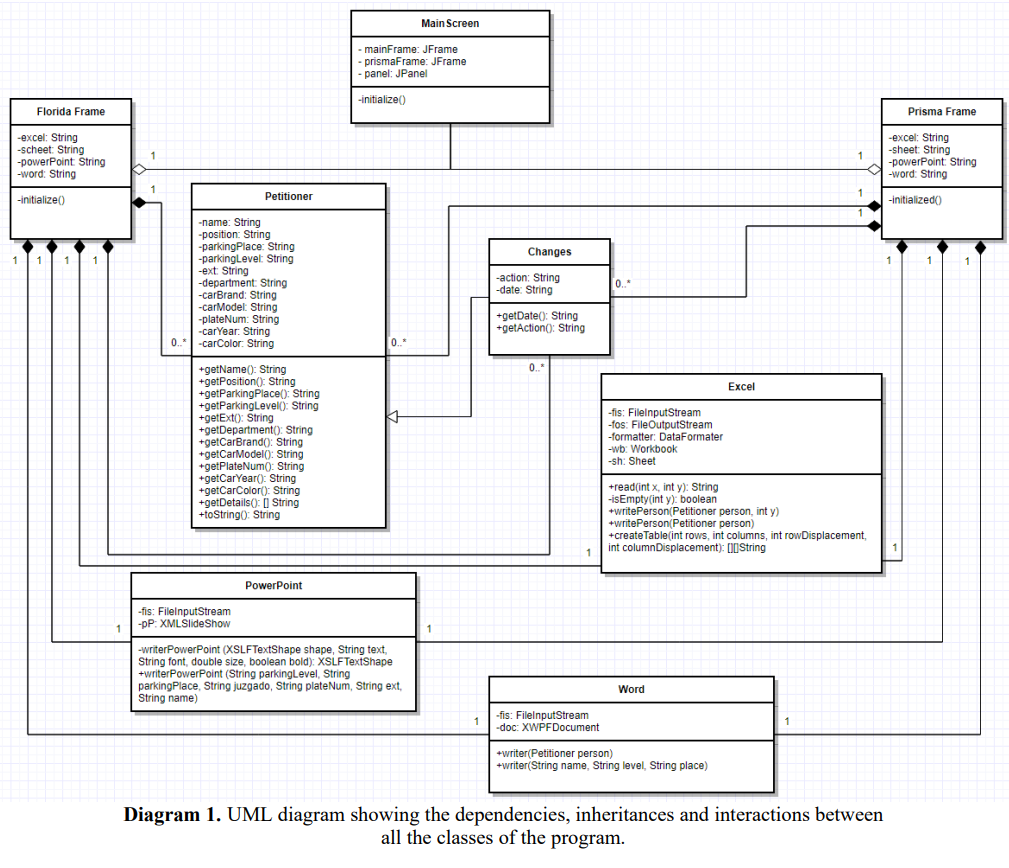 MainScreen
- mainFrame: JFrame
- prismaFrame: JFrame
- panel: JPanel
-initialize()
Florida Frame
-excel: String
-scheet: String
-powerPoint: String
-word: String
-initialize()
Prisma Frame
-excel: String
-sheet: String
-powerPoint: String
-word: String
-initialized()
1
1
1
1
1
1
1
1
1
1
1
1
Petitioner
-name: String
-position: String
-parkingPlace: String
-parkingLevel: String
-ext: String
-department: String
-carBrand: String
-carModel: String
-plateNum: String
-carYear: String
-carColor: String
+getName(): String
+getPosition(): String
+getParkingPlace(): String
+getParkingLevel(): String
+getExt(): String
+getDepartment(): String
+getCarBrand(): String
+getCarModel(): String
+getPlateNum(): String
+getCarYear(): String
+getCarColor(): String
+getDetails(): [] String
+toString(): String
0..*
0..*
Changes
-action: String
-date: String
+getDate(): String
+getAction(): String
0..*
0..*
Excel
-fis: FileInputStream
-fos: FileOutputStream
-formatter: DataFormater
-wb: Workbook
-sh: Sheet
+read(int x, int y): String
-isEmpty(int y): boolean
+writePerson(Petitioner person, int y)
+writePerson(Petitioner person)
+createTable(int rows, int columns, int rowDisplacement,
int columnDisplacement): [][]String
1
1
PowerPoint
-fis: FileInputStream
-pP: XMLSlideShow
-writerPowerPoint (XSLFTextShape shape, String text,
String font, double size, boolean bold): XSLFTextShape
+writerPowerPoint (String parkingLevel, String
parkingPlace, String juzgado, String plateNum, String ext,
String name)
1
1
Word
-fis: FileInputStream
-doc: XWPFDocument
+writer(Petitioner person)
+writer(String name, String level, String place)
1
1
Diagram 1. UML diagram showing the dependencies, inheritances and interactions between
all the classes of the program.